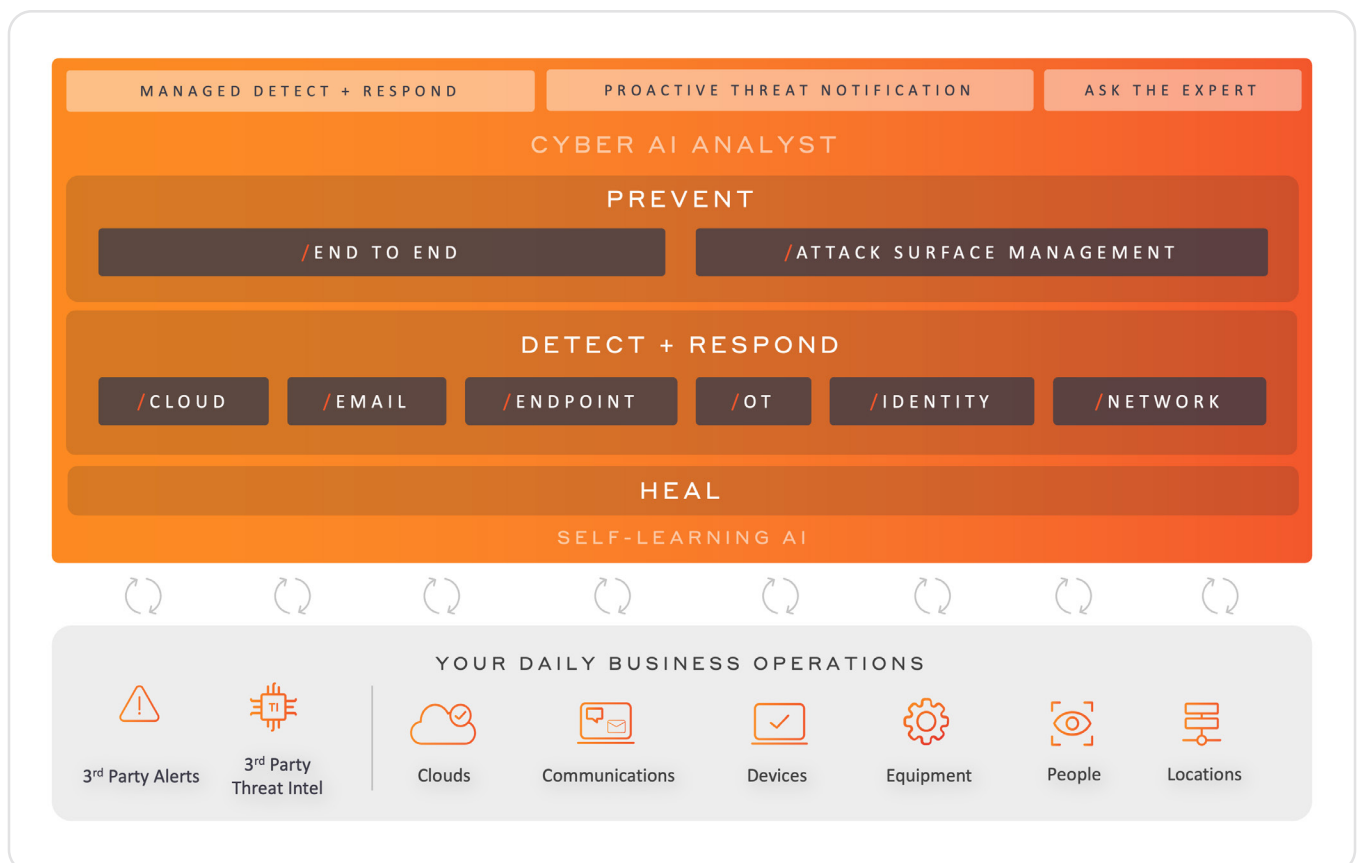 MANAGED DETECT + RESPOND
PROACTIVE THREAT NOTIFICATION
ASK THE EXPERT
CYBER AI ANALYST
PREVENT
/END TO END
/ATTACK SURFACE MANAGEMENT
DETECT + RESPOND
/CLOUD
/EMAIL
/ENDPOINT
/OT
/IDENTITY
/NETWORK
HEAL
SELF-LEARNING AI
YOUR DAILY BUSINESS OPERATIONS
3rd Party Alerts
TI
3rd Party
Threat Intel
Clouds
Communications
Devices
Equipment
People
Locations